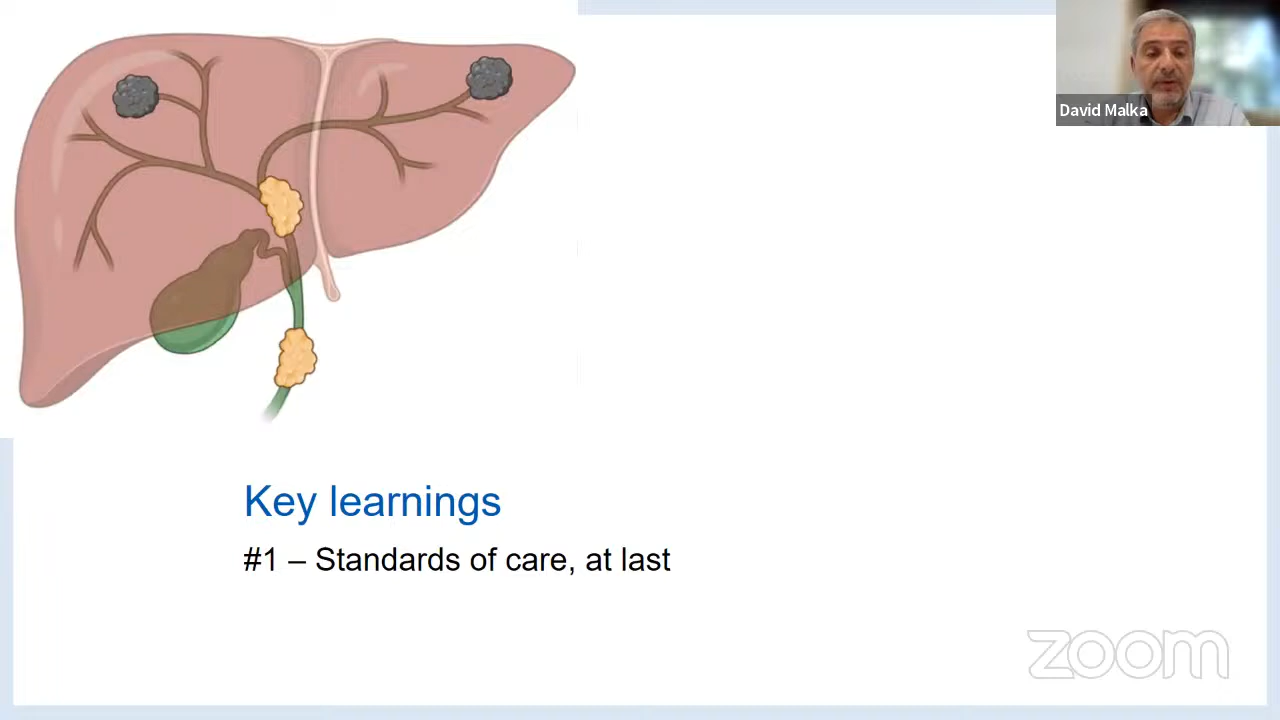 David Malka
Key learnings
#1 – Standards of care, at last
zoom